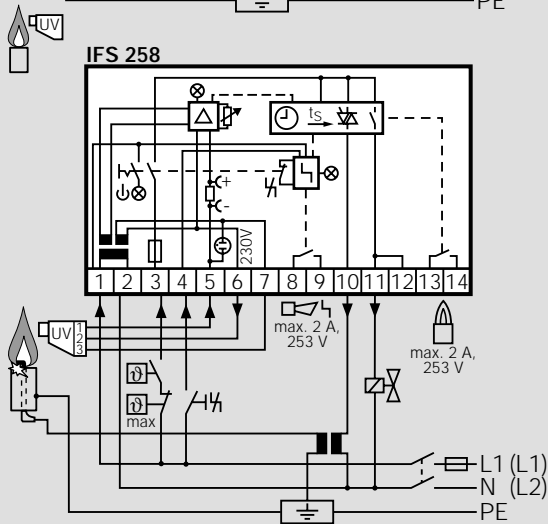 PE
UV
IFS 258
ts
+
-
230V
1 2 3 4 5 6 7 8 9 10 11 12 13 14
UV 1
2
3
max. 2 A,
253 V
max. 2 A,
253 V
ϑ
ϑ
max
L1 (L1)
N (L2)
PE